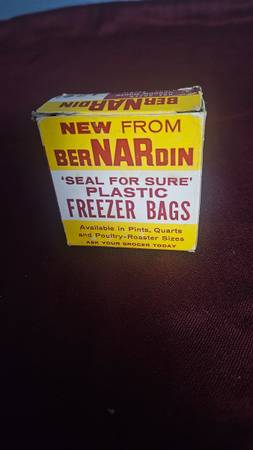 BERNARDIN
NEW FROM
BERNARDIN
'SEAL FOR SURE'
PLASTIC
FREEZER BAGS
Available in Pints, Quarts
and Poultry-Roaster Sizes
ASK YOUR GROCER TODAY